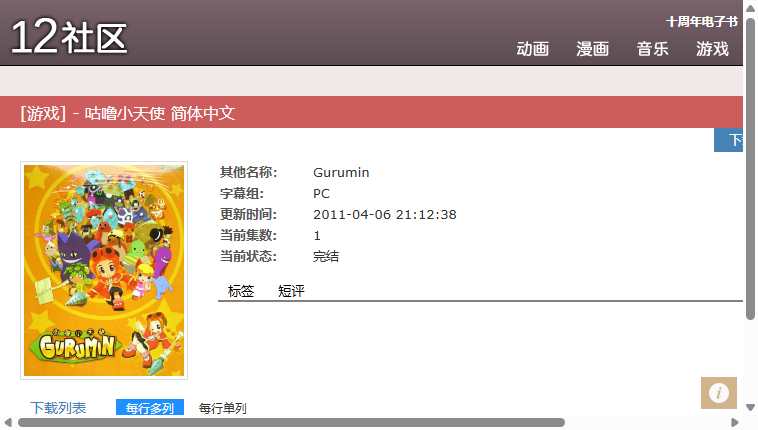 12社区
十周年电子书
动画 漫画 音乐 游戏
[游戏] - 咕噜小天使 简体中文
其他名称: Gurumin
字幕组: PC
更新时间: 2011-04-06 21:12:38
当前集数: 1
当前状态: 完结
标签 短评
咕噜小天使
GURUMIN
下载列表 每行多列 每行单列